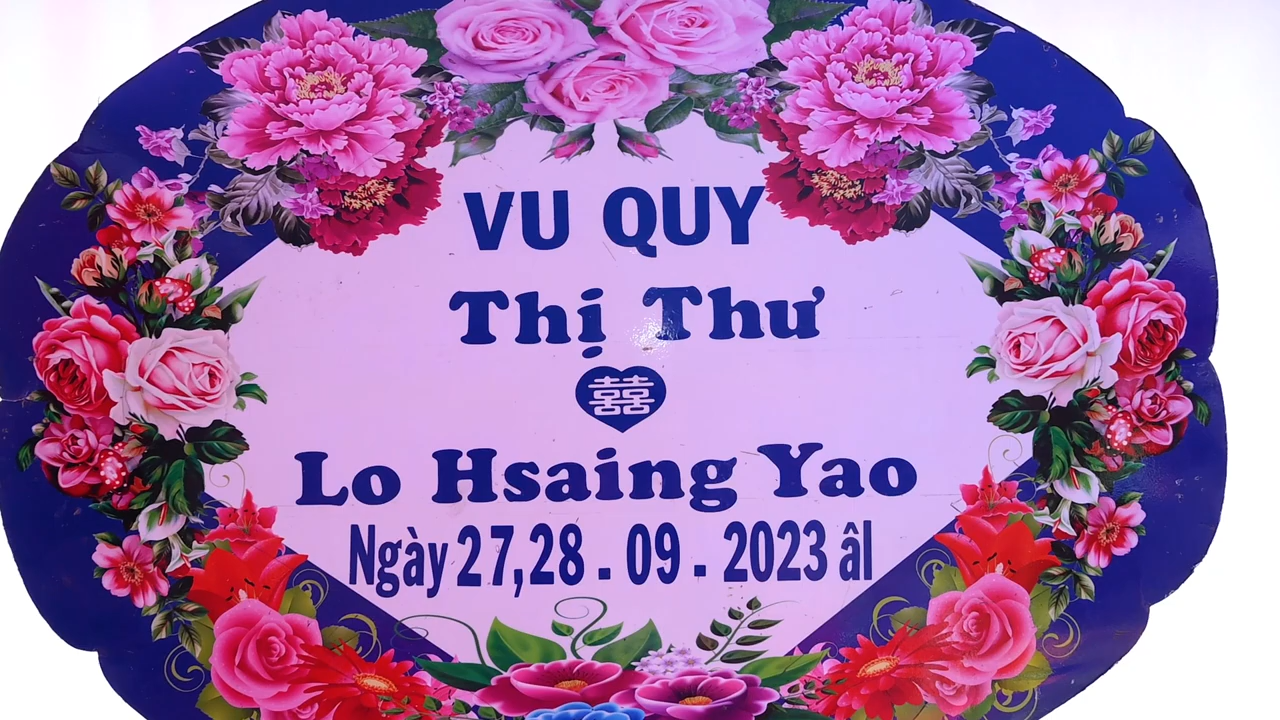 VU QUY
Thị Thư
囍
Lo Hsaing Yao
Ngày 27,28 - 09 - 2023 âl